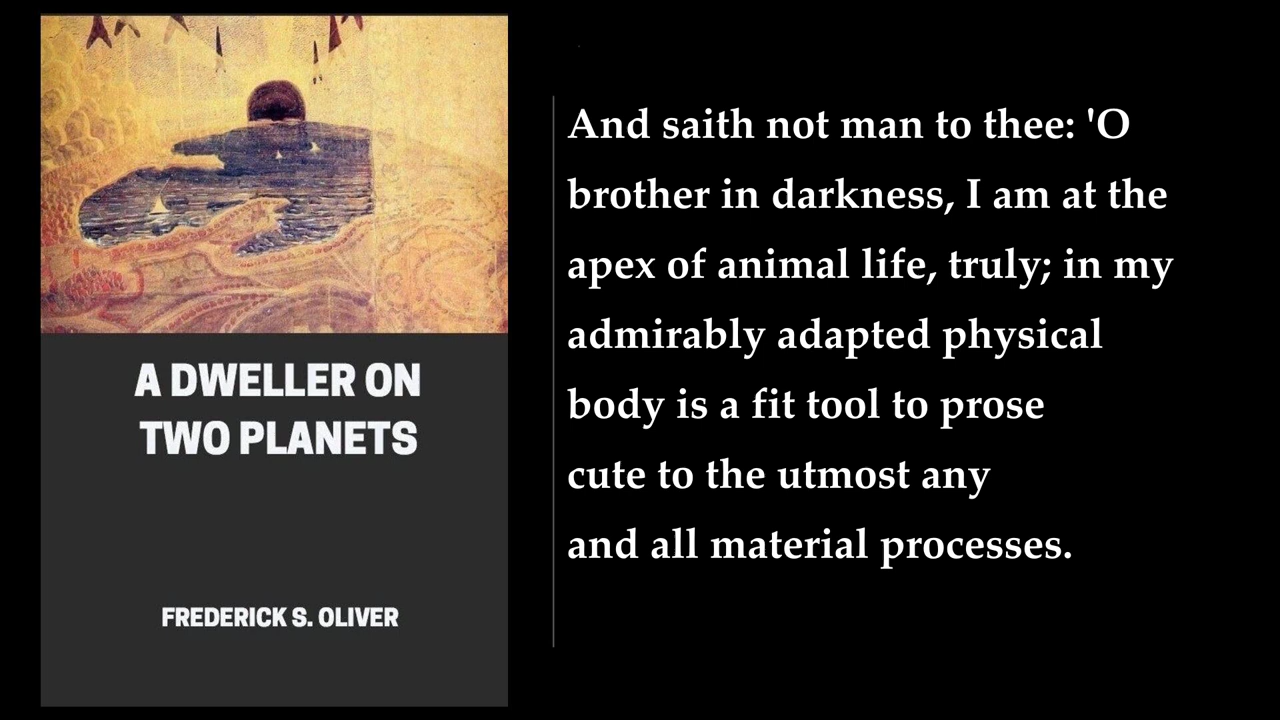 A DWELLER ON
TWO PLANETS
FREDERICK S. OLIVER
And saith not man to thee: 'O
brother in darkness, I am at the
apex of animal life, truly; in my
admirably adapted physical
body is a fit tool to prose
cute to the utmost any
and all material processes.